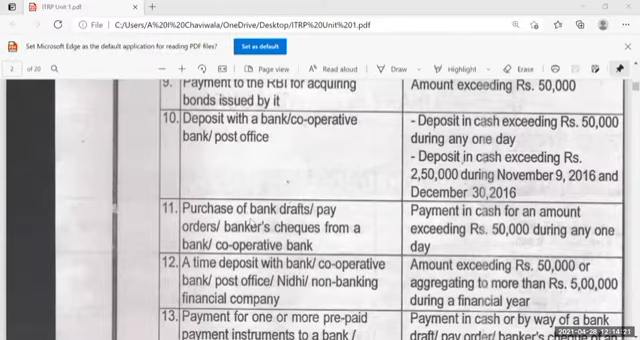 ITRP Unit 1.pdf
File | C:/Users/A%20I%20Chaviwala/OneDrive/Desktop/ITRP%20Unit%201.pdf
Set Microsoft Edge as the default application for reading PDF files? Set as default
2 of 20 Page view Read aloud Draw Highlight Erase
9. Payment to the RBI for acquiring Amount exceeding Rs. 50,000
bonds issued by it
10. Deposit with a bank/co-operative - Deposit in cash exceeding Rs. 50,000
bank/ post office during any one day
- Deposit in cash exceeding Rs.
2,50,000 during November 9, 2016 and
December 30,2016
11. Purchase of bank drafts/ pay Payment in cash for an amount
orders/ banker's cheques from a exceeding Rs. 50,000 during any one
bank/ co-operative bank day
12. A time deposit with bank/ co-operative Amount exceeding Rs. 50,000 or
bank/ post office/ Nidhi/ non-banking aggregating to more than Rs. 5,00,000
financial company during a financial year
13. Payment for one or more pre-paid Payment in cash or by way of a bank
payment instruments to a bank / draft/ pay order/ banker's
2021-04-28 12:14:21